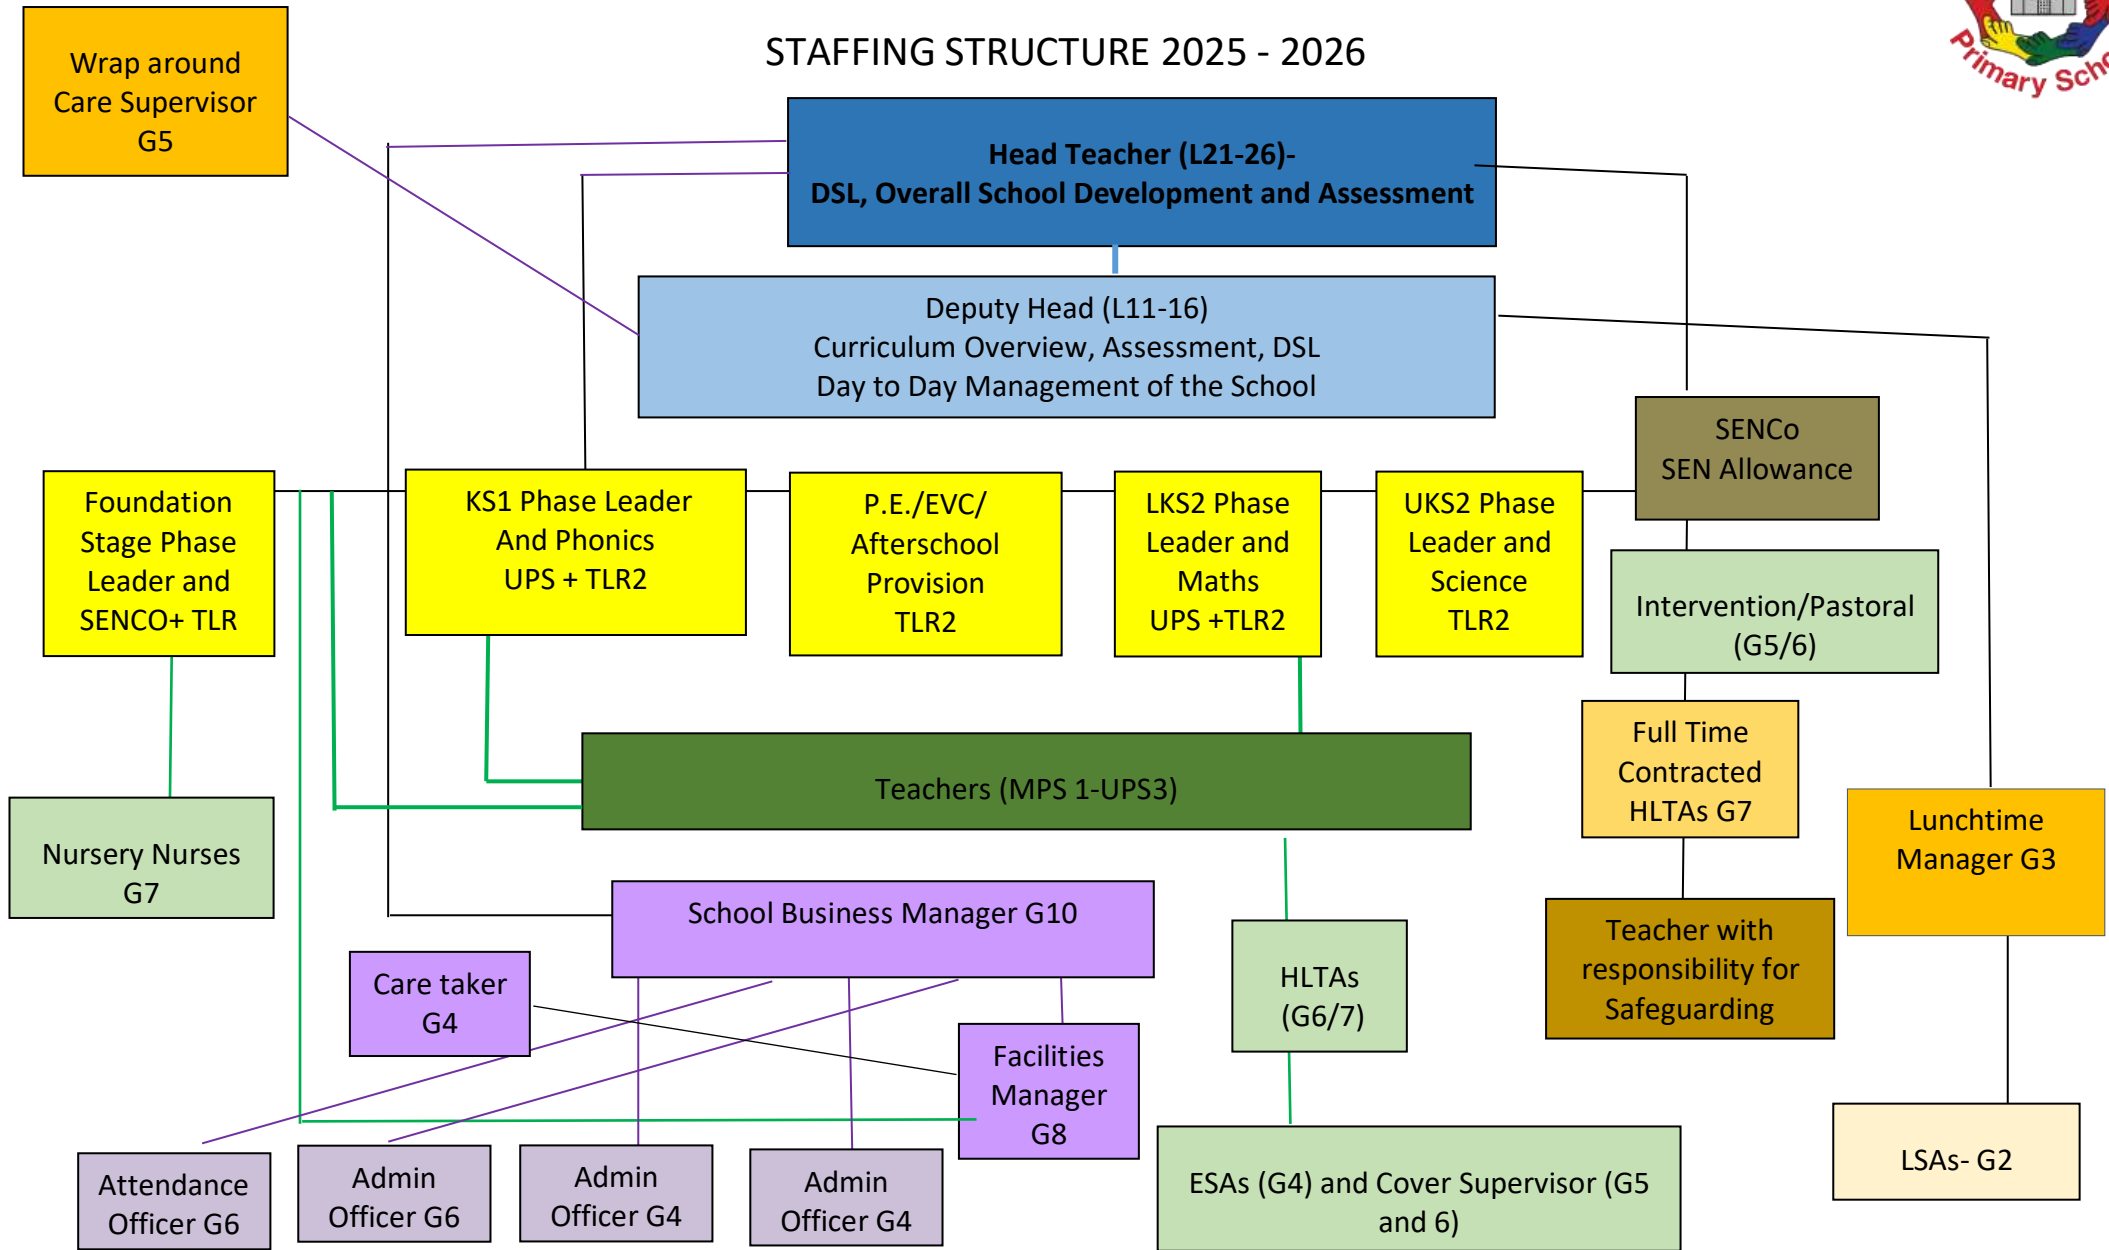 Wrap around
Care Supervisor
G5
STAFFING STRUCTURE 2025 - 2026
Primary
Head Teacher (L21-26)-
DSL, Overall School Development and Assessment
Deputy Head (L11-16)
Curriculum Overview, Assessment, DSL
Day to Day Management of the School
SENCo
SEN Allowance
Foundation
Stage Phase
Leader and
SENCO+ TLR
KS1 Phase Leader
And Phonics
UPS + TLR2
P.E./EVC/
Afterschool
Provision
TLR2
LKS2 Phase
Leader and
Maths
UPS +TLR2
UKS2 Phase
Leader and
Science
TLR2
Intervention/Pastoral
(G5/6)
Full Time
Contracted
HLTAs G7
Teachers (MPS 1-UPS3)
Lunchtime
Manager G3
Nursery Nurses
G7
School Business Manager G10
Teacher with
responsibility for
Safeguarding
Care taker
G4
HLTAs
(G6/7)
Facilities
Manager
G8
Attendance
Officer G6
Admin
Officer G6
Admin
Officer G4
Admin
Officer G4
ESAs (G4) and Cover Supervisor (G5
and 6)
LSAs- G2